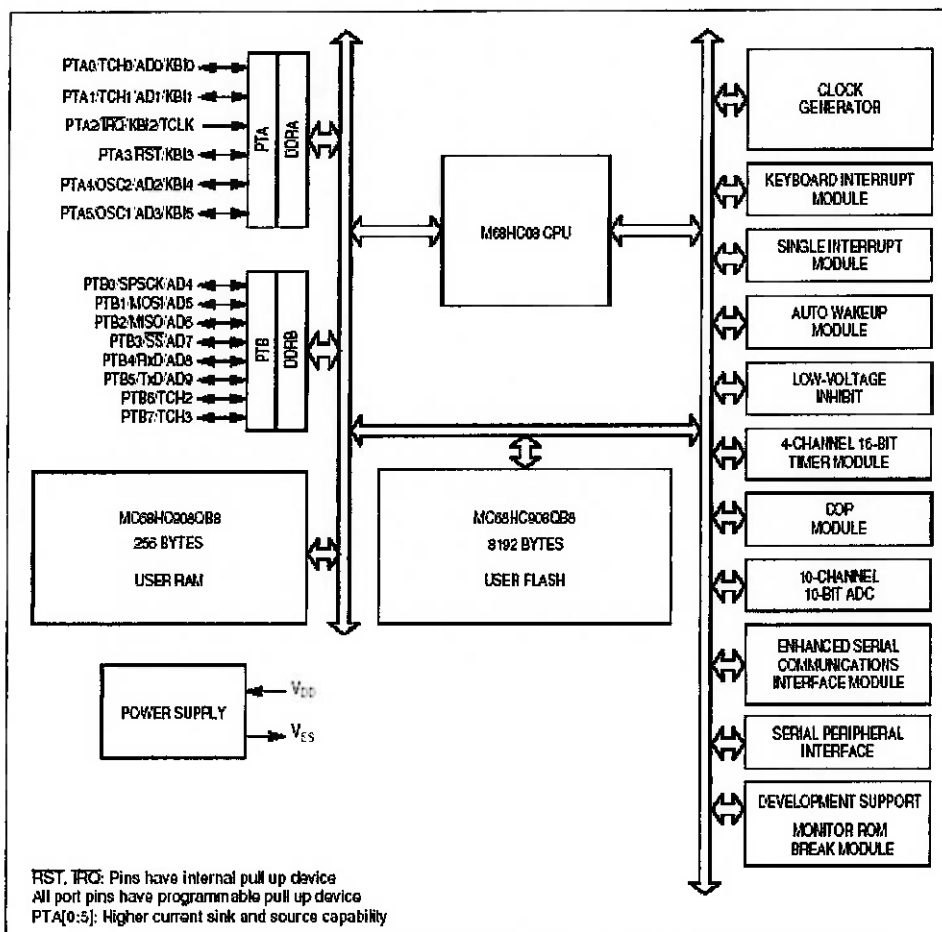 PTA0/TCH0/AD0/KBI0
PTA1/TCH1/AD1/KBI1
PTA2/IRQ/KBI2/TCLK
PTA3/RST/KBI3
PTA4/OSC2/AD2/KBI4
PTA5/OSC1/AD3/KBI5
PTA
DDRA
PTB0/SPSCK/AD4
PTB1/MOSI/AD5
PTB2/MISO/AD6
PTB3/SS/AD7
PTB4/RxD/AD8
PTB5/TxD/AD9
PTB6/TCH2
PTB7/TCH3
PTB
DDRB
M68HC08 CPU
MC68HC908QB8
256 BYTES
USER RAM
MC68HC908QB8
8192 BYTES
USER FLASH
POWER SUPPLY
VDD
VSS
CLOCK
GENERATOR
KEYBOARD INTERRUPT
MODULE
SINGLE INTERRUPT
MODULE
AUTO WAKEUP
MODULE
LOW-VOLTAGE
INHIBIT
4-CHANNEL 16-BIT
TIMER MODULE
COP
MODULE
10-CHANNEL
10-BIT ADC
ENHANCED SERIAL
COMMUNICATIONS
INTERFACE MODULE
SERIAL PERIPHERAL
INTERFACE
DEVELOPMENT SUPPORT
MONITOR ROM
BREAK MODULE
RST, IRQ: Pins have internal pull up device
All port pins have programmable pull up device
PTA[0:5]: Higher current sink and source capability